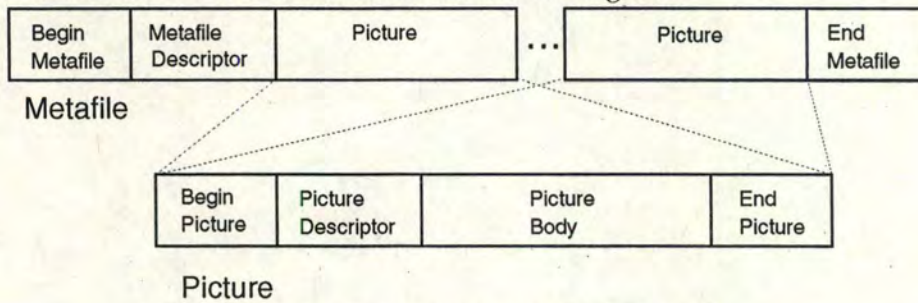 Begin
Metafile
Metafile
Descriptor
Picture
...
Picture
End
Metafile
Metafile
Begin
Picture
Picture
Descriptor
Picture
Body
End
Picture
Picture